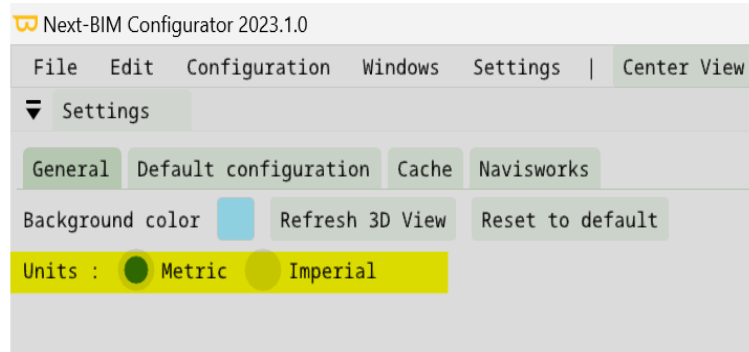 Next-BIM Configurator 2023.1.0
File Edit Configuration Windows Settings | Center View
Settings
General Default configuration Cache Navisworks
Background color Refresh 3D View Reset to default
Units : Metric Imperial